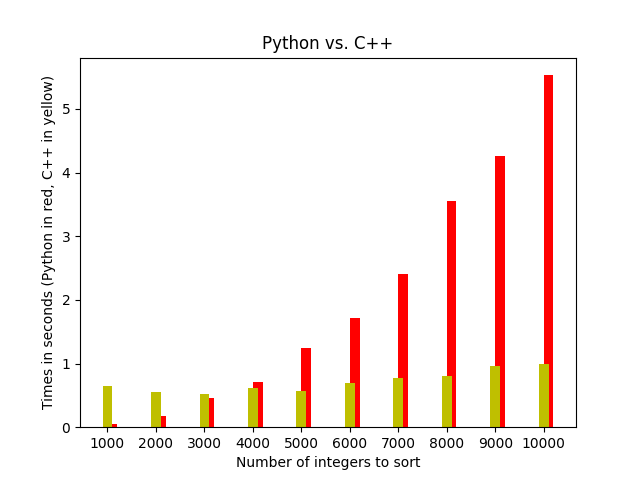 Python vs. C++
Times in seconds (Python in red, C++ in yellow)
5
4
3
2
1
0
1000 2000 3000 4000 5000 6000 7000 8000 9000 10000
Number of integers to sort